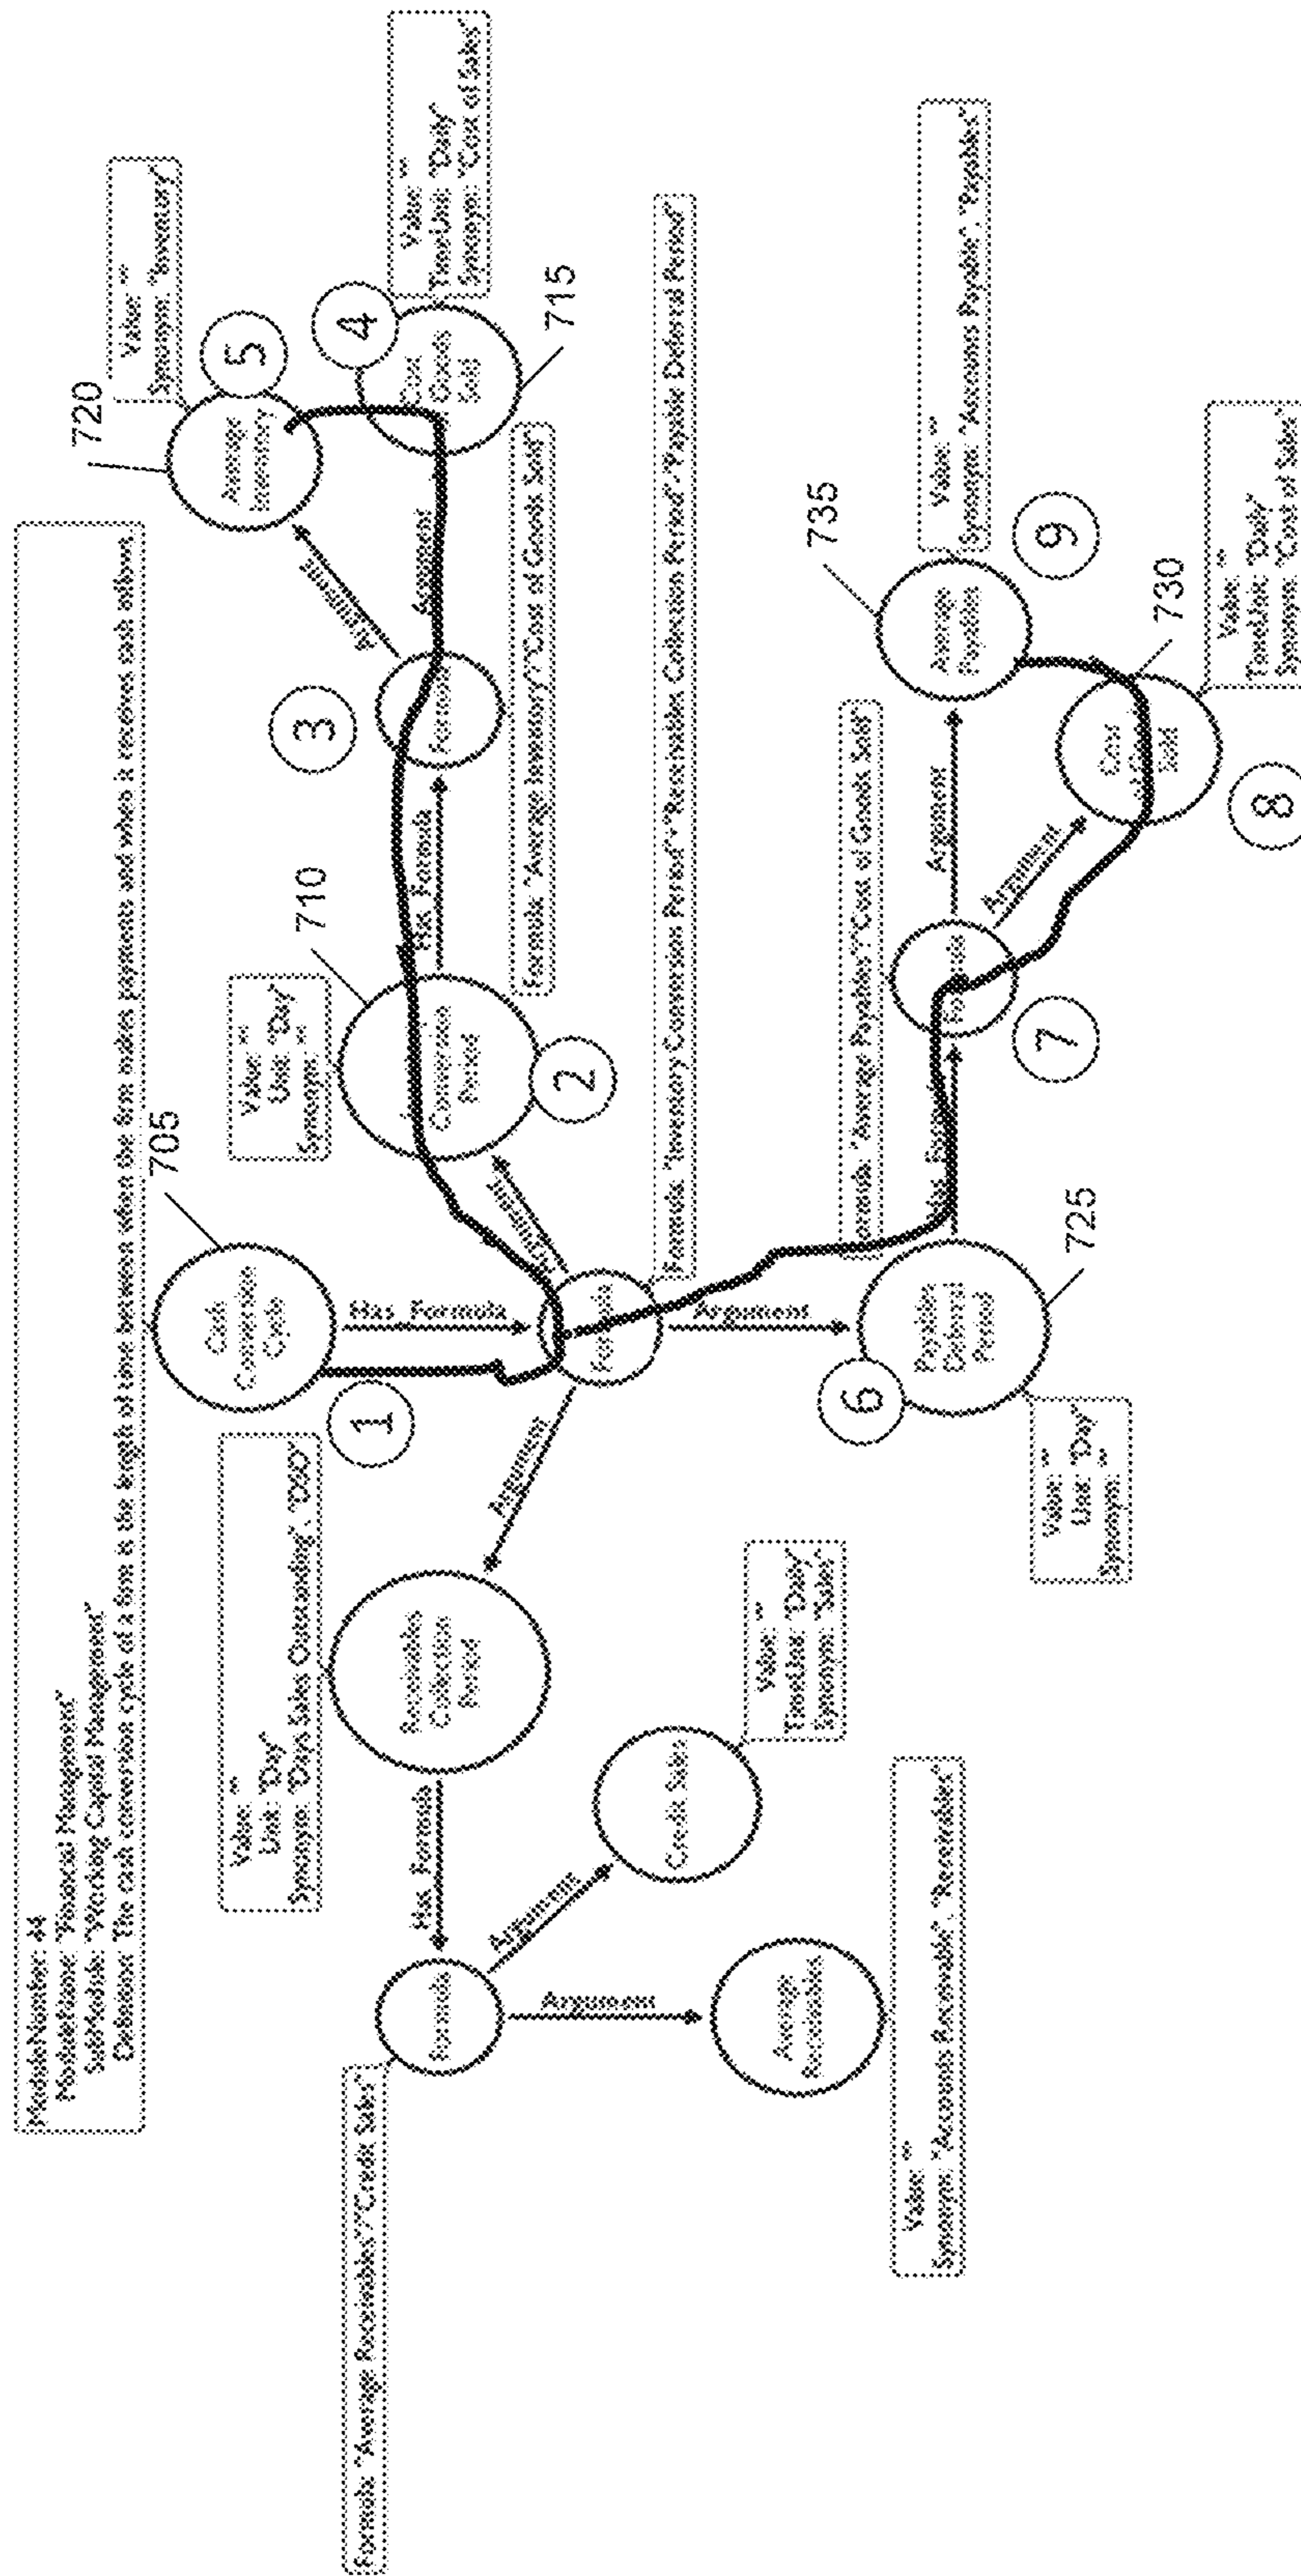 ModuleNumber: 44
ModuleName: "Financial Management"
SubModule: "Working Capital Management"
Definition: The cash conversion cycle of a firm is the length of time between when the firm makes payments and when it receives cash inflows
705
Cash
Conversion
Cycle
1
Has_Formula
Formula
Formula: "Inventory Conversion Period"+"Receivables Collection Period"-"Payable Deferral Period"
Argument
Value: ""
Unit: "Day"
Synonym: "Days Sales Outstanding", "DSO"
Receivables
Collection
Period
Has_Formula
Formula
Formula: "Average Receivables"/"Credit Sales"
Argument
Credit Sales
Value: ""
TimeUnit: "Daily"
Synonym: "Sales"
Argument
Average
Receivables
Value: ""
Synonym: "Accounts Receivable", "Receivables"
Argument
710
Value: ""
Unit: "Day"
Synonym: ""
Conversion
Period
2
Has_Formula
3
Formula
Formula: "Average Inventory"/"Cost of Goods Sold"
Argument
720
Average
Inventory
5
Value: ""
Synonym: "Inventory"
Argument
4
Cost
Goods
Sold
715
Value: ""
TimeUnit: "Daily"
Synonym: "Cost of Sales"
Argument
6
Payables
Deferral
Period
725
Value: ""
Unit: "Day"
Synonym: ""
Formula: "Average Payables"/"Cost of Goods Sold"
7
Argument
735
Average
Payables
9
Value: ""
Synonym: "Accounts Payable", "Payables"
Argument
730
Cost
Sold
8
Value: ""
TimeUnit: "Daily"
Synonym: "Cost of Sales"